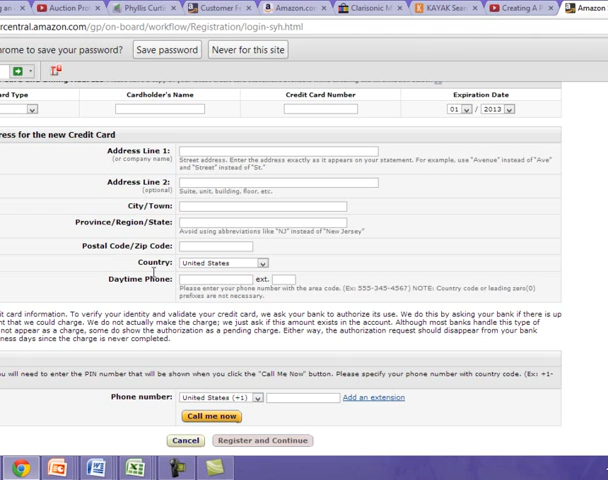 Auction Pro
Phyllis Curti
Customer F
Amazon.co
Clarisonic M
KAYAK Sea
Creating A P
Amazon
rcentral.amazon.com/gp/on-board/workflow/Registration/login-syh.html
hrome to save your password?
Save password
Never for this site
ard Type
Cardholder's Name
Credit Card Number
Expiration Date
01 / 2013
ress for the new Credit Card
Address Line 1:
(or company name)
Street address. Enter the address exactly as it appears on your statement. For example, use "Avenue" instead of "Ave"
and "Street" instead of "St."
Address Line 2:
(optional)
Suite, unit, building, floor, etc.
City/Town:
Province/Region/State:
Avoid using abbreviations like "NJ" instead of "New Jersey"
Postal Code/Zip Code:
Country:
United States
Daytime Phone:
ext.
Please enter your phone number with the area code. (Ex: 555-345-4567) NOTE: Country code or leading zero(0)
prefixes are not necessary.
dit card information. To verify your identity and validate your credit card, we ask your bank to authorize its use. We do this by asking your bank if there is up
nt that we could charge. We do not actually make the charge; we just ask if this amount exists in the account. Although most banks handle this type of
not appear as a charge, some do show the authorization as a pending charge. Either way, the authorization request should disappear from your bank
ness days since the charge is never completed.
ou will need to enter the PIN number that will be shown when you click the "Call Me Now" button. Please specify your phone number with country code. (Ex: +1-
Phone number:
United States (+1)
Add an extension
Call me now
Cancel
Register and Continue